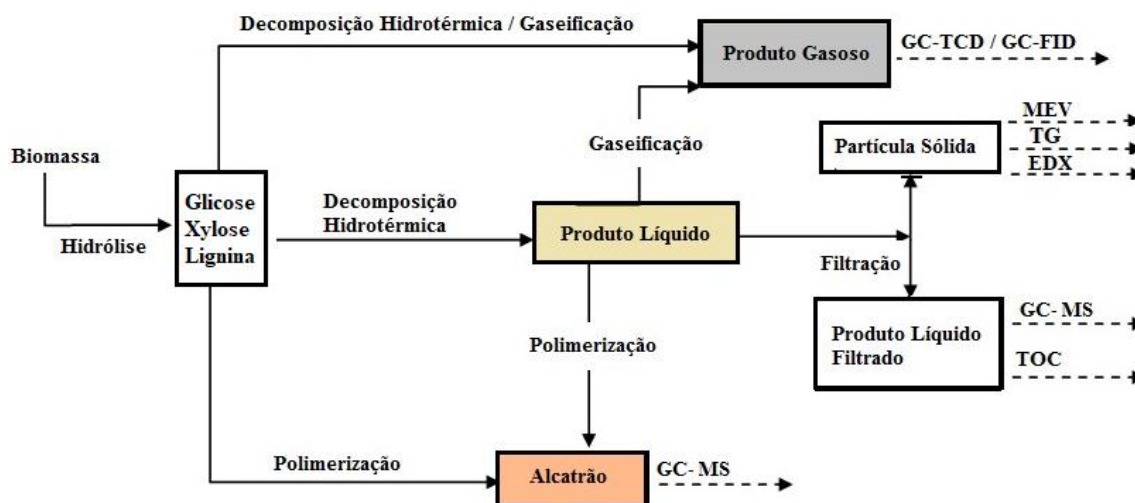 Decomposição Hidrotérmica / Gaseificação
Produto Gasoso
GC-TCD / GC-FID
MEV
Partícula Sólida
TG
EDX
Gaseificação
Biomassa
Hidrólise
Glicose
Xylose
Lignina
Decomposição
Hidrotérmica
Produto Líquido
Filtração
Produto Líquido
Filtrado
GC- MS
TOC
Polimerização
Polimerização
Alcatrão
GC- MS